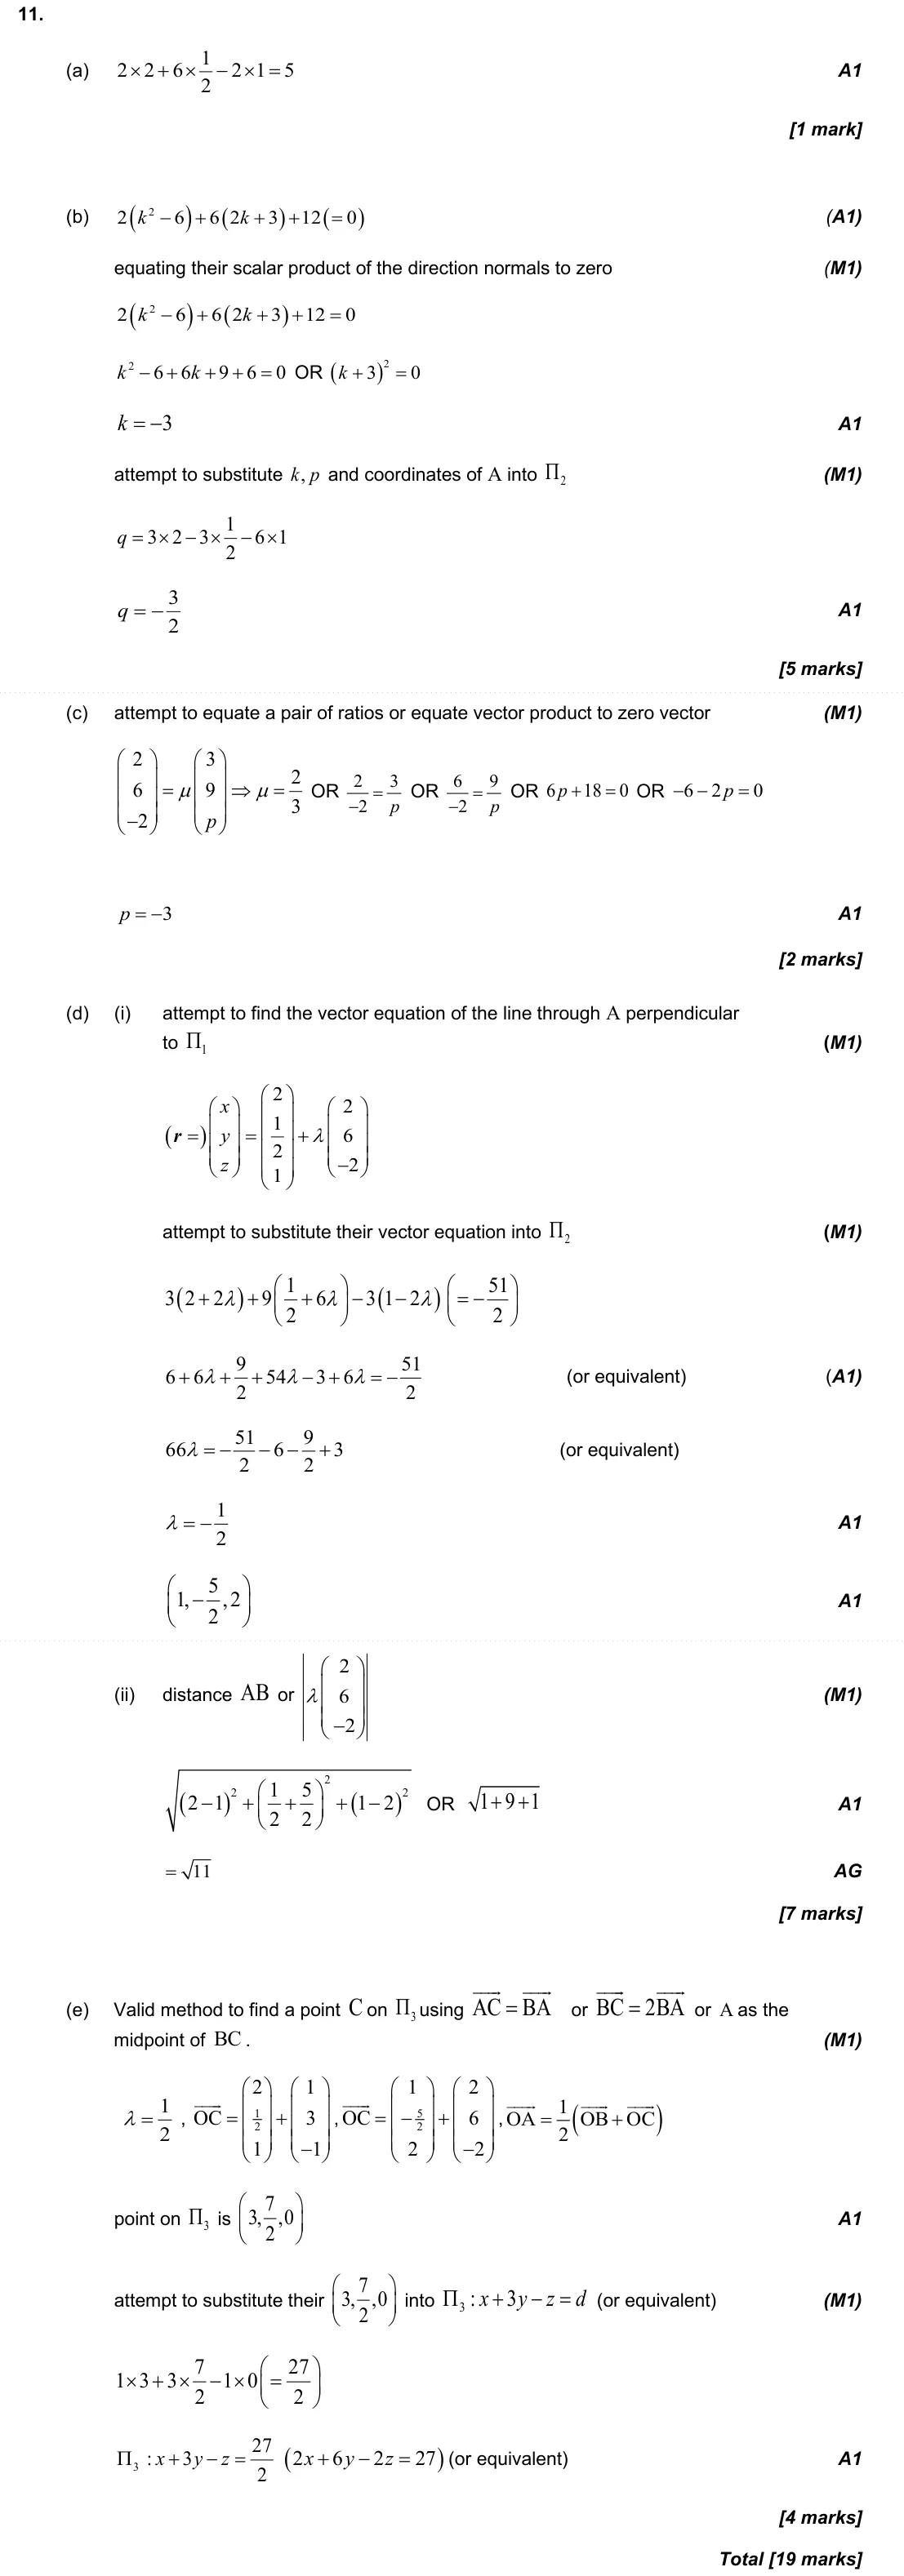 11.
(a) 2×2+6×1/2−2×1=5 A1
[1 mark]
(b) 2(k²−6)+6(2k+3)+12(=0) (A1)
equating their scalar product of the direction normals to zero (M1)
2(k²−6)+6(2k+3)+12=0
k²−6+6k+9+6=0 OR (k+3)²=0
k=−3 A1
attempt to substitute k, p and coordinates of A into Π₂ (M1)
q=3×2−3×1/2−6×1
q=−3/2 A1
[5 marks]
(c) attempt to equate a pair of ratios or equate vector product to zero vector (M1)
(2 6 −2) = μ(3 9 p) ⇒ μ=2/3 OR 2/−2=3/p OR 6/−2=9/p OR 6p+18=0 OR −6−2p=0
p=−3 A1
[2 marks]
(d) (i) attempt to find the vector equation of the line through A perpendicular
to Π₁ (M1)
(r=)(x y z)=(2 1/2 1)+λ(2 6 −2)
attempt to substitute their vector equation into Π₂ (M1)
3(2+2λ)+9(1/2+6λ)−3(1−2λ)(=−51/2)
6+6λ+9/2+54λ−3+6λ=−51/2 (or equivalent) (A1)
66λ=−51/2−6−9/2+3 (or equivalent)
λ=−1/2 A1
(1,−5/2,2) A1
(ii) distance AB or |λ(2 6 −2)| (M1)
√((2−1)²+(1/2+5/2)²+(1−2)²) OR √(1+9+1) A1
=√11 AG
[7 marks]
(e) Valid method to find a point C on Π₃ using AC⃗=BA⃗ or BC⃗=2BA⃗ or A as the
midpoint of BC. (M1)
λ=1/2, OC⃗=(2 1/2 1)+(1 3 −1), OC⃗=(1 −5/2 2)+(2 6 −2), OA⃗=1/2(OB⃗+OC⃗)
point on Π₃ is (3,7/2,0) A1
attempt to substitute their (3,7/2,0) into Π₃:x+3y−z=d (or equivalent) (M1)
1×3+3×7/2−1×0(=27/2)
Π₃:x+3y−z=27/2 (2x+6y−2z=27) (or equivalent) A1
[4 marks]
Total [19 marks]